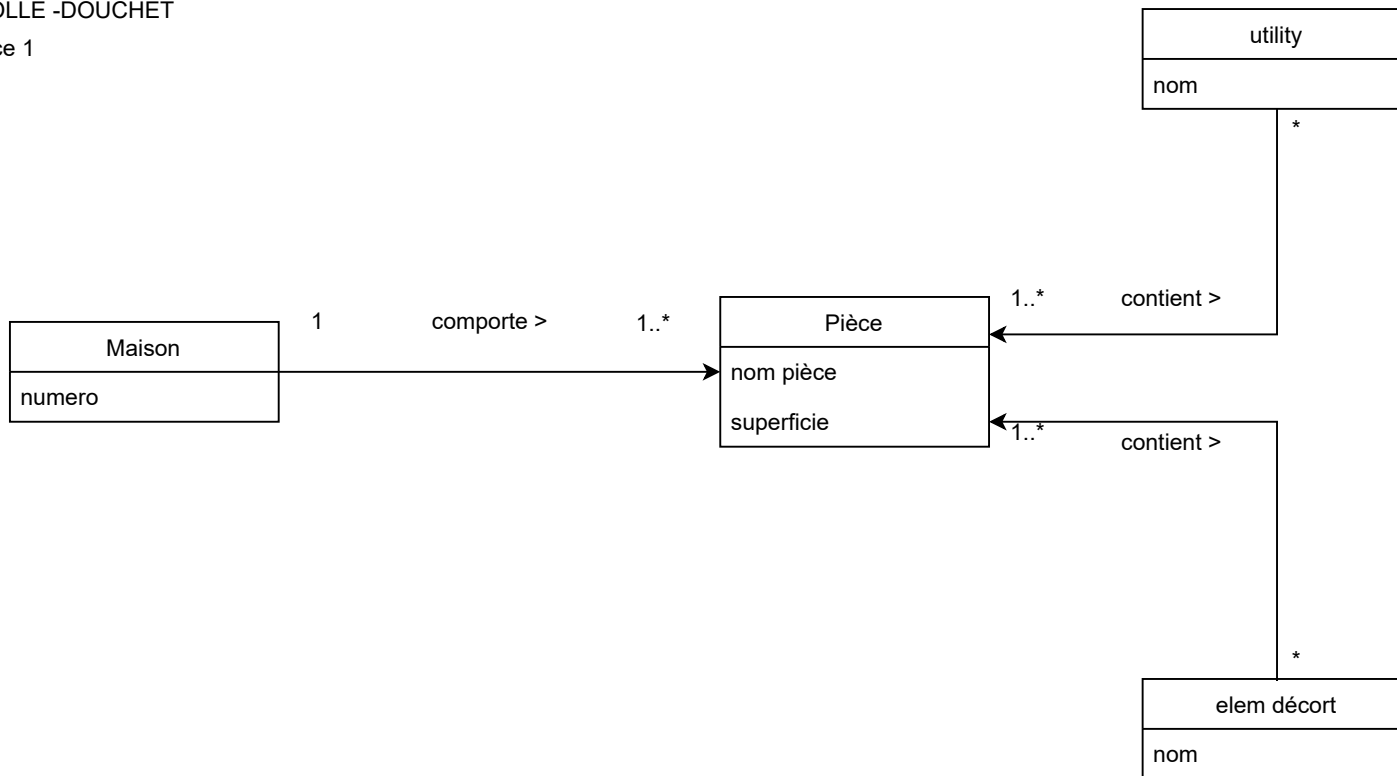 OLLE -DOUCHET
ce 1
utility
nom
*
1..*
contient >
1
comporte >
1..*
Pièce
Maison
nom pièce
numero
superficie
1..*
contient >
*
elem décort
nom